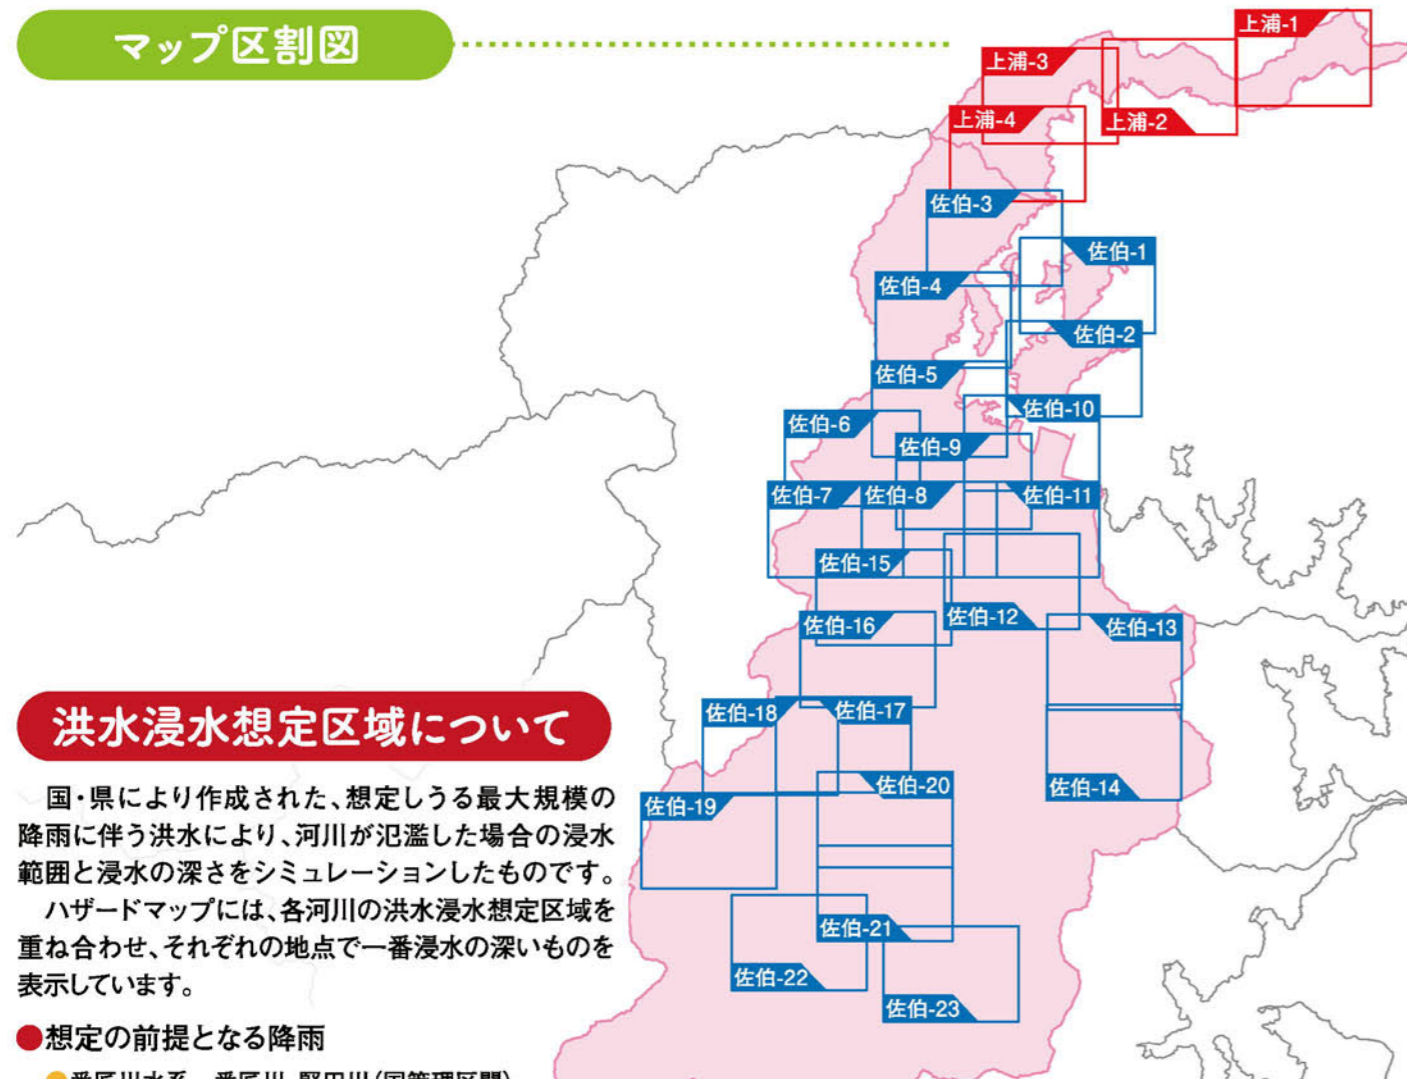 マップ区割図
上浦-1
上浦-3
上浦-4
上浦-2
佐伯-3
佐伯-1
佐伯-4
佐伯-2
佐伯-5
佐伯-10
佐伯-6
佐伯-9
佐伯-7
佐伯-8
佐伯-11
佐伯-15
佐伯-12
佐伯-16
佐伯-13
佐伯-18
佐伯-17
佐伯-14
佐伯-20
佐伯-19
佐伯-21
佐伯-22
佐伯-23
洪水浸水想定区域について
国・県により作成された、想定しうる最大規模の
降雨に伴う洪水により、河川が氾濫した場合の浸水
範囲と浸水の深さをシミュレーションしたものです。
ハザードマップには、各河川の洪水浸水想定区域を
重ね合わせ、それぞれの地点で一番浸水の深いものを
表示しています。
●想定の前提となる降雨